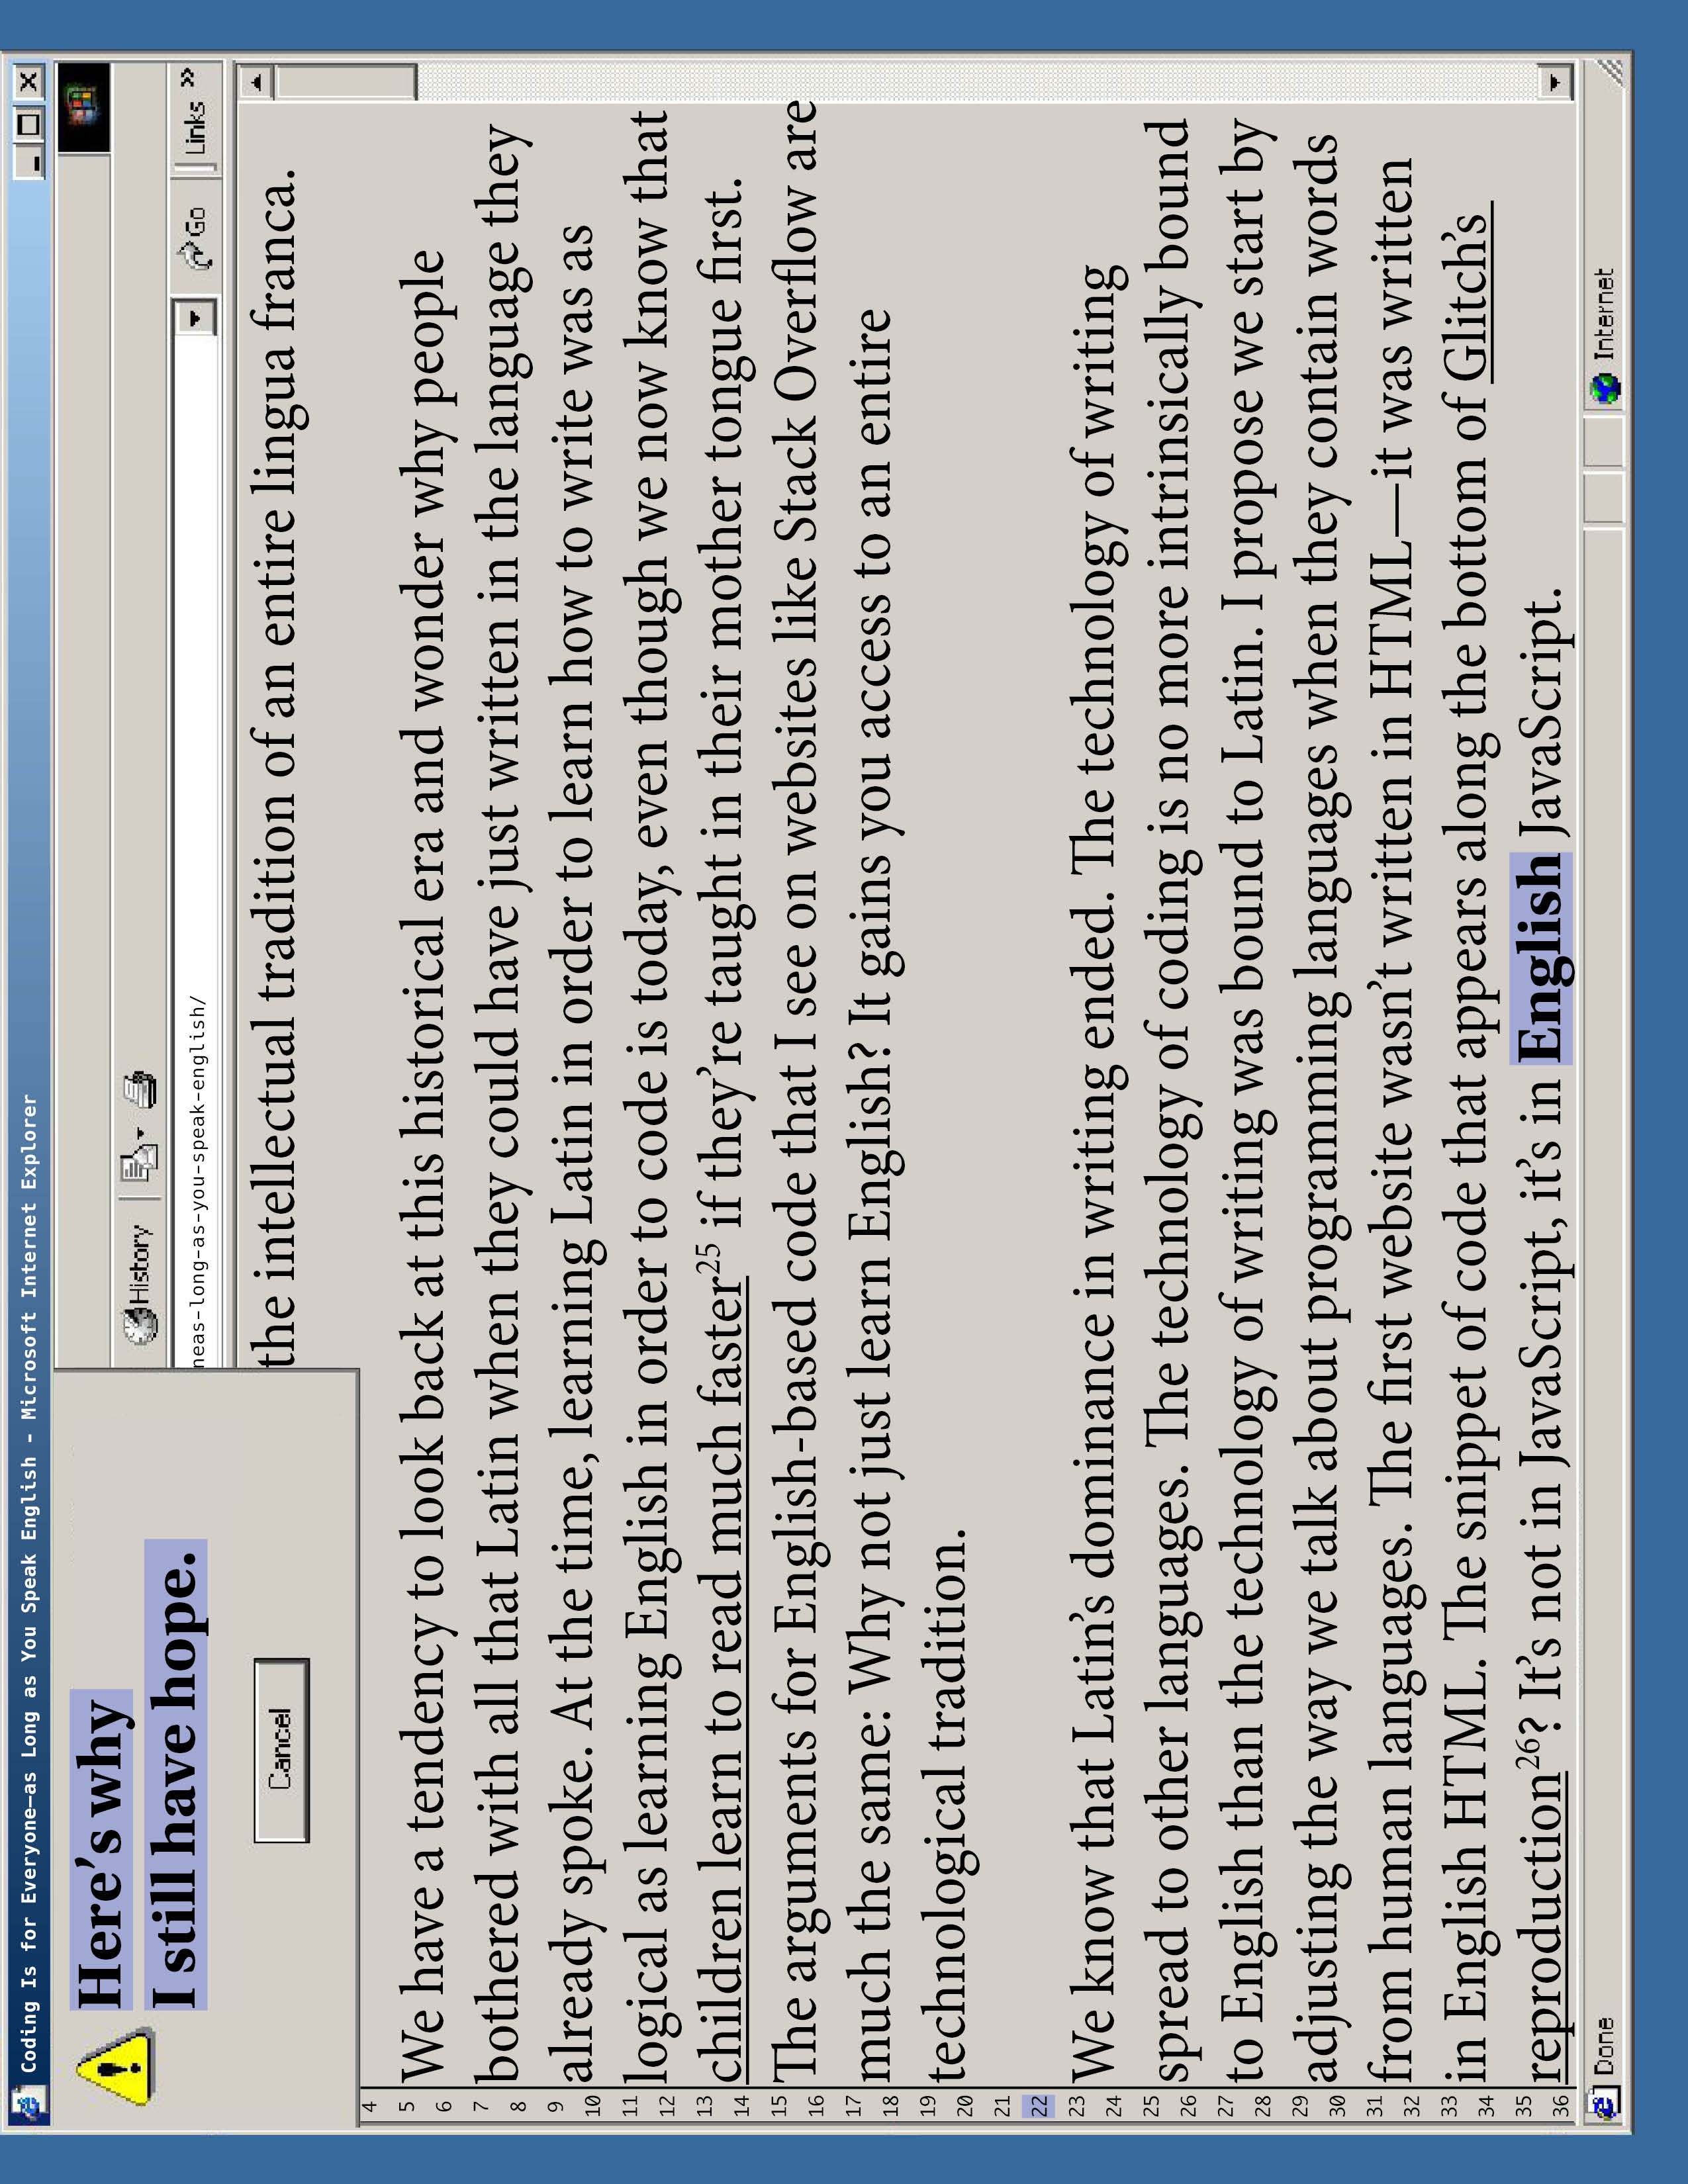 Coding Is for Everyone—as Long as You Speak English - Microsoft Internet Explorer
Here's why
I still have hope.
Cancel
History
neas-long-as-you-speak-english/
Go
Links »
the intellectual tradition of an entire lingua franca.
4
5
We have a tendency to look back at this historical era and wonder why people
6
7
bothered with all that Latin when they could have just written in the language they
8
9
already spoke. At the time, learning Latin in order to learn how to write was as
10
11
logical as learning English in order to code is today, even though we now know that
12
13
children learn to read much faster25 if they’re taught in their mother tongue first.
14
15
The arguments for English-based code that I see on websites like Stack Overflow are
16
17
much the same: Why not just learn English? It gains you access to an entire
18
19
technological tradition.
20
21
22
23
We know that Latin’s dominance in writing ended. The technology of writing
24
25
spread to other languages. The technology of coding is no more intrinsically bound
26
27
to English than the technology of writing was bound to Latin. I propose we start by
28
29
adjusting the way we talk about programming languages when they contain words
30
31
from human languages. The first website wasn’t written in HTML—it was written
32
33
in English HTML. The snippet of code that appears along the bottom of Glitch’s
34
35
reproduction26? It’s not in JavaScript, it’s in English JavaScript.
36
Done
Internet